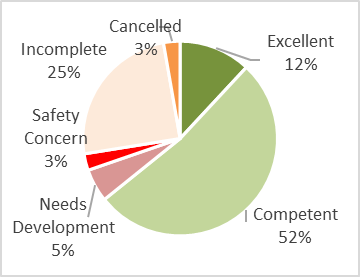 Cancelled
3%
Excellent
12%
Incomplete
25%
Safety
Concern
3%
Needs
Development
5%
Competent
52%